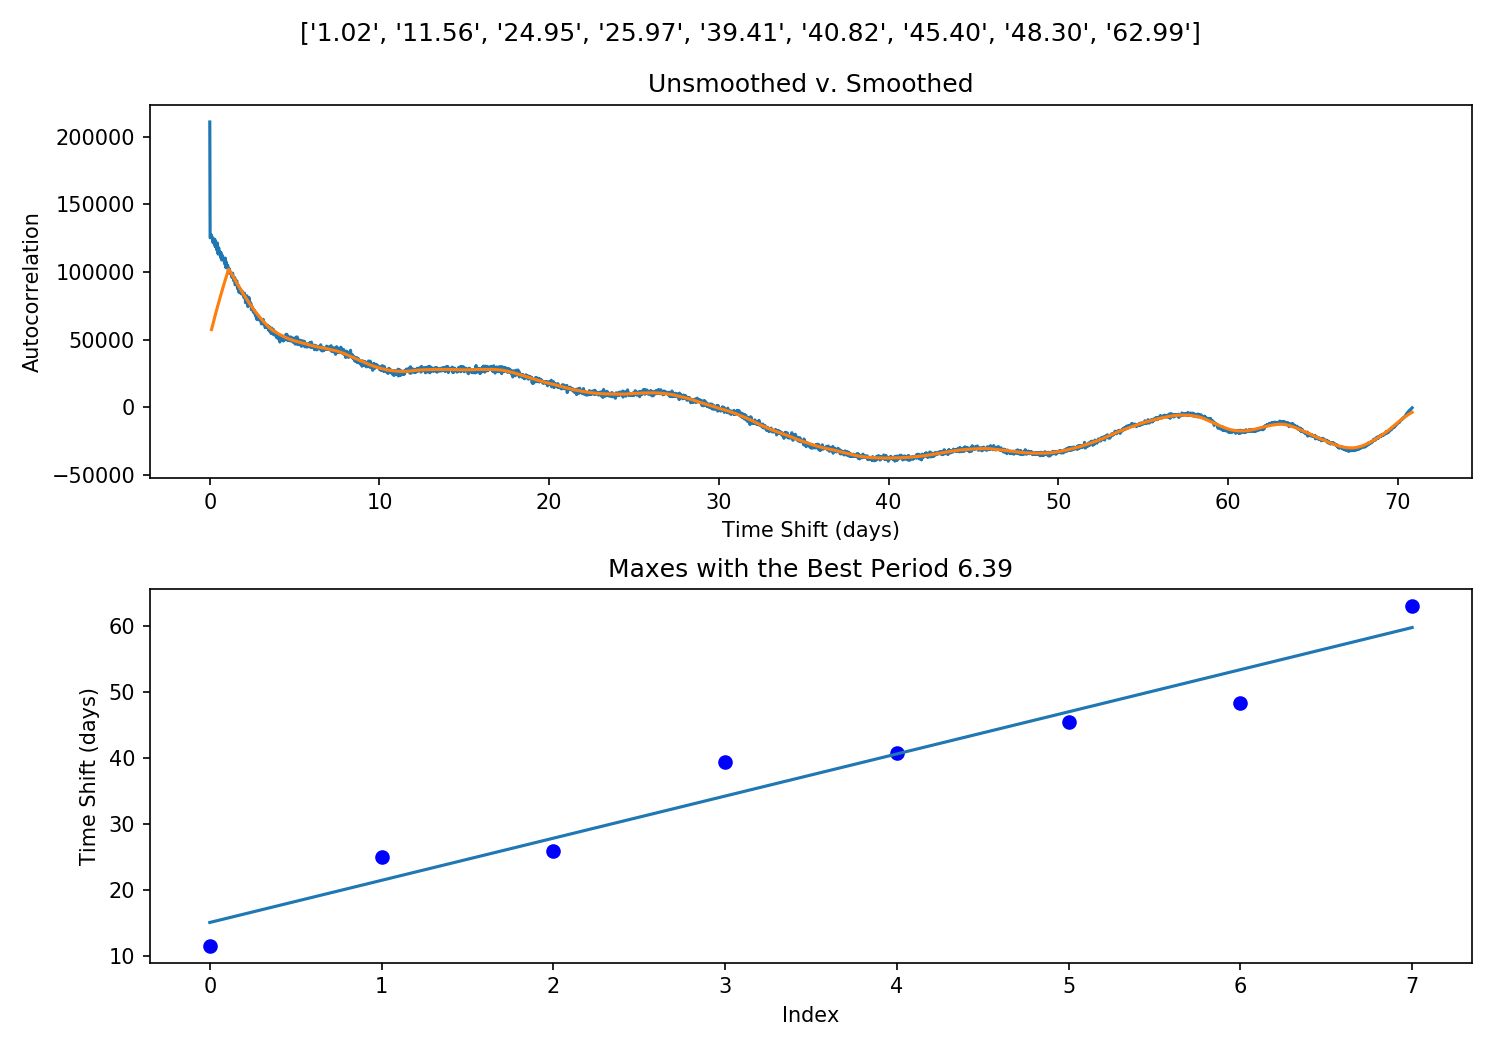 ['1.02', '11.56', '24.95', '25.97', '39.41', '40.82', '45.40', '48.30', '62.99']
Unsmoothed v. Smoothed
200000
150000
100000
50000
0
−50000
Autocorrelation
0 10 20 30 40 50 60 70
Time Shift (days)
Maxes with the Best Period 6.39
60
50
40
30
20
10
Time Shift (days)
0 1 2 3 4 5 6 7
Index